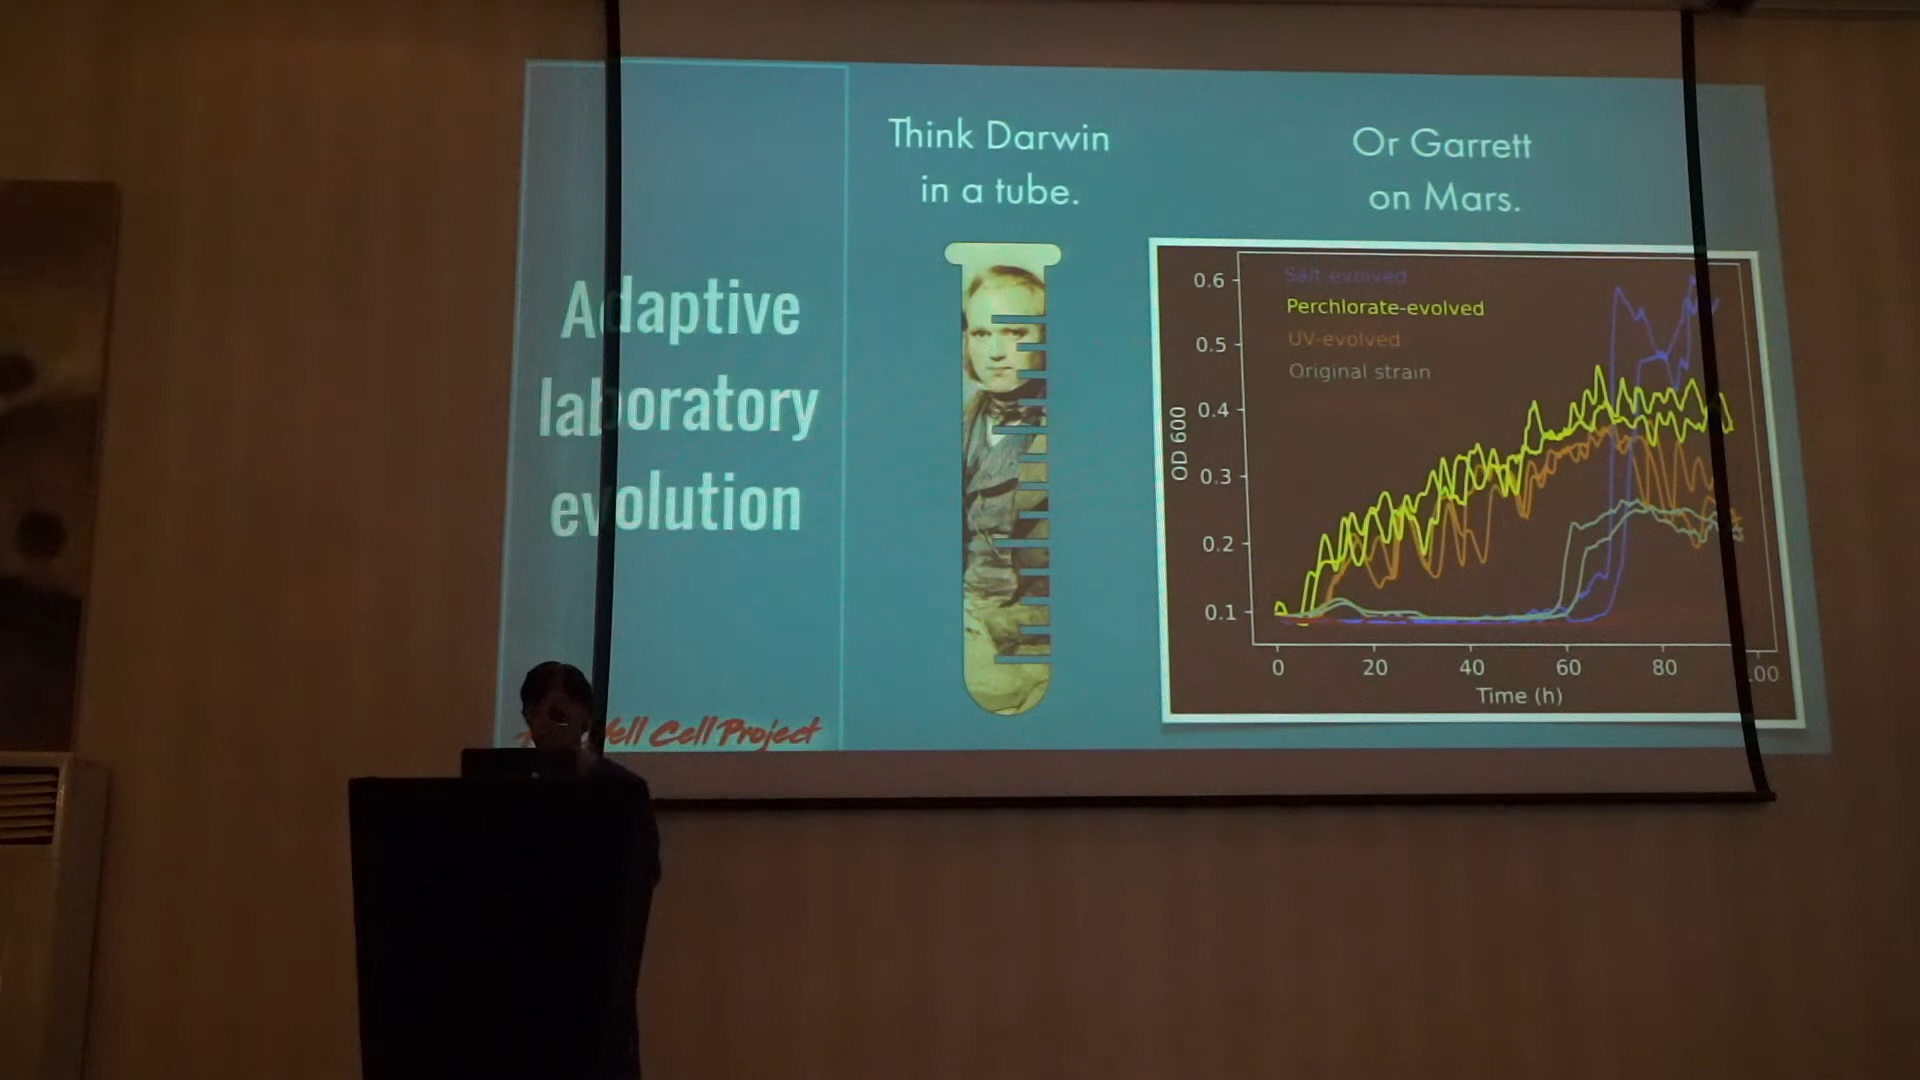 Adaptive
laboratory
evolution
Cell Project
Think Darwin
in a tube.
Or Garrett
on Mars.
Salt-evolved
Perchlorate-evolved
UV-evolved
Original strain
OD 600
0.6
0.5
0.4
0.3
0.2
0.1
0 20 40 60 80 100
Time (h)